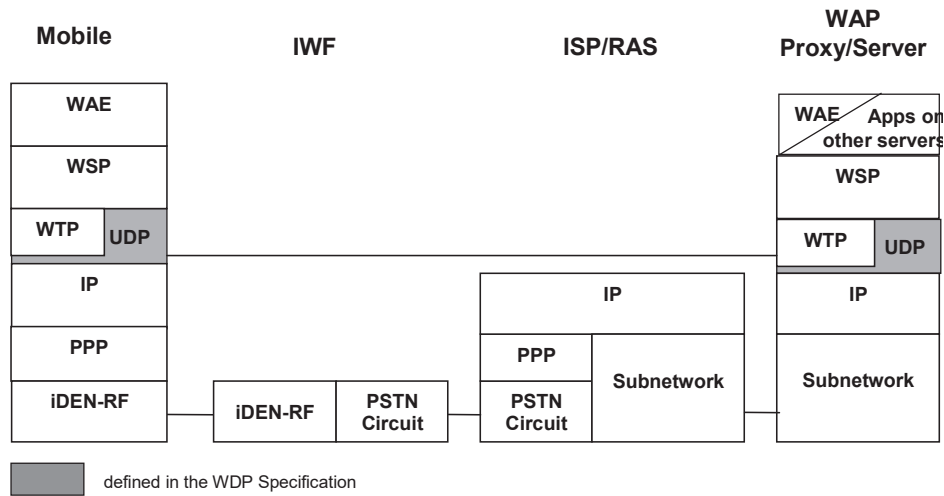 Mobile
IWF
ISP/RAS
WAP
Proxy/Server
WAE
WSP
WTP
UDP
IP
PPP
iDEN-RF
iDEN-RF
PSTN
Circuit
IP
PPP
PSTN
Circuit
Subnetwork
WAE
Apps on
other servers
WSP
WTP
UDP
IP
Subnetwork
defined in the WDP Specification